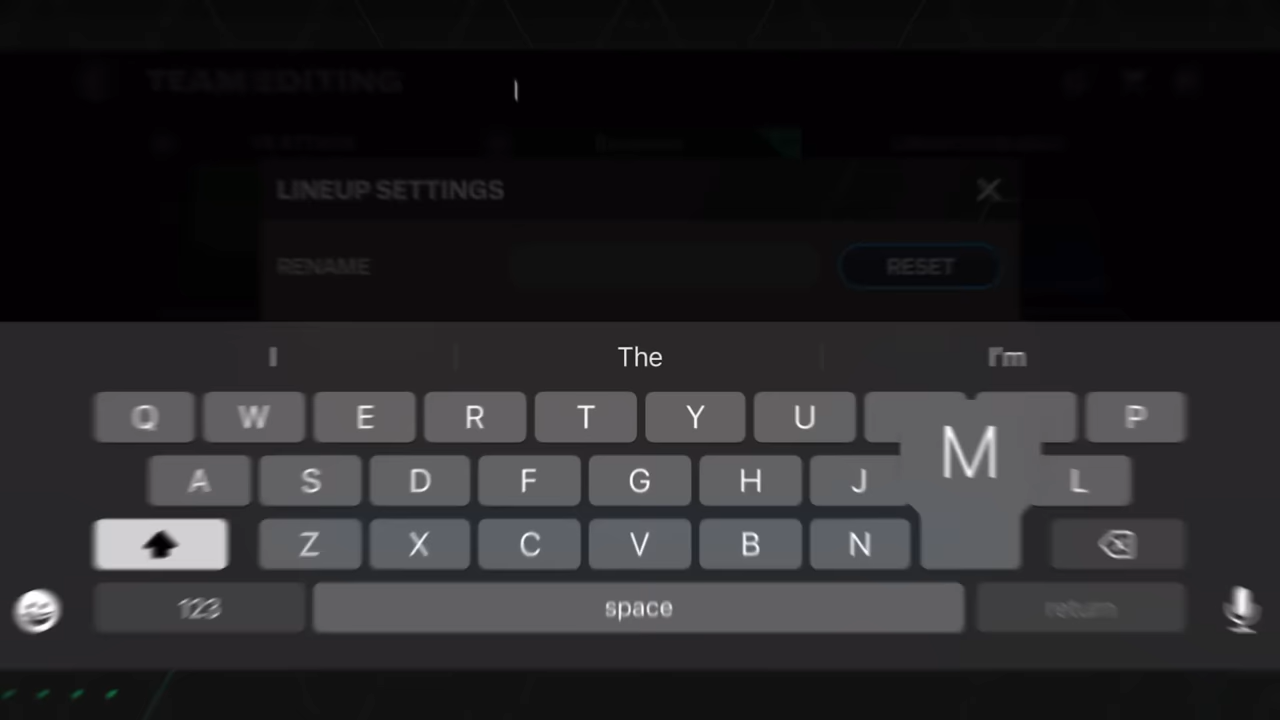 TEAM EDITING
LINEUP SETTINGS
RENAME
RESET
I The I'm
Q W E R T Y U P
A S D F G H J L
M
Z X C V B N
123 space return